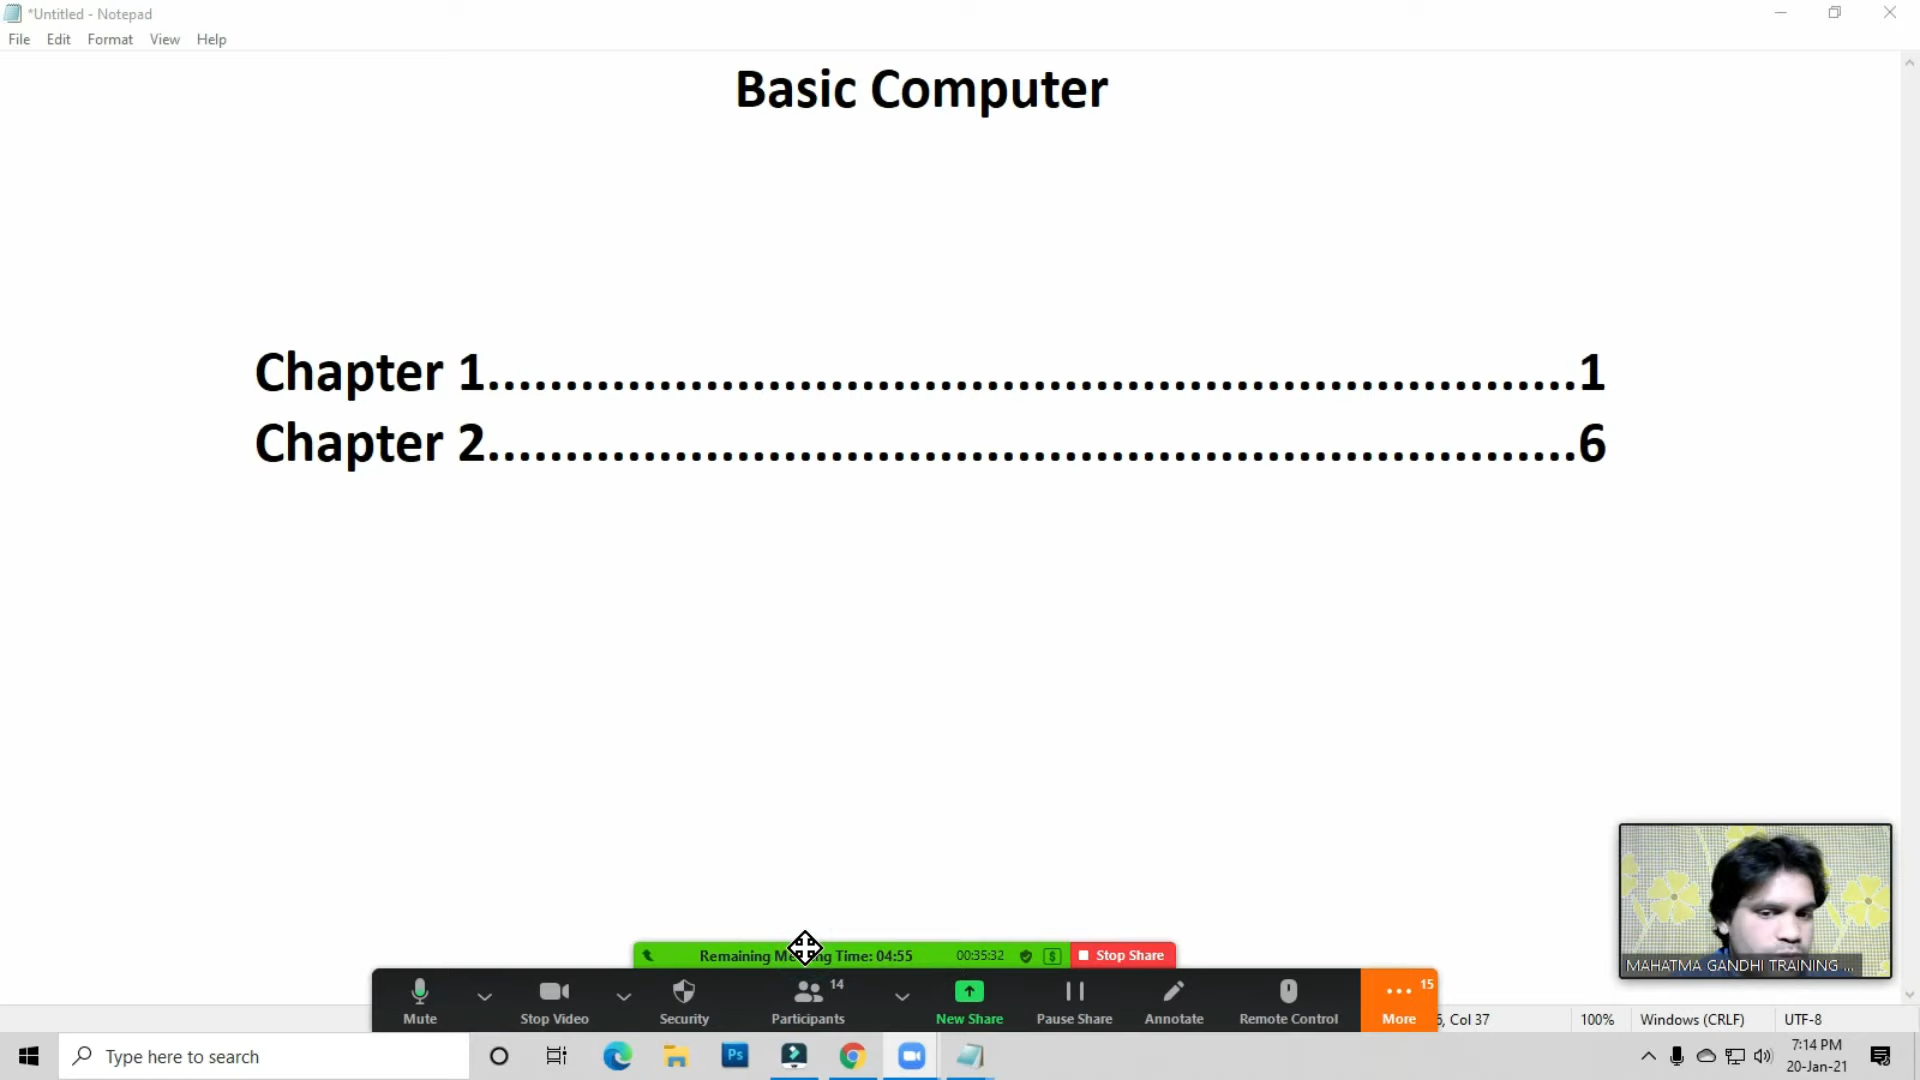 *Untitled - Notepad
File Edit Format View Help
Basic Computer
Chapter 1......................................................................1
Chapter 2......................................................................6
MAHATMA GANDHI TRAINING ...
Remaining Me ng Time: 04:55 00:35:32 $ Stop Share
14 15
Mute Stop Video Security Participants New Share Pause Share Annotate Remote Control More
, Col 37 100% Windows (CRLF) UTF-8
Type here to search
Ps
7:14 PM
20-Jan-21